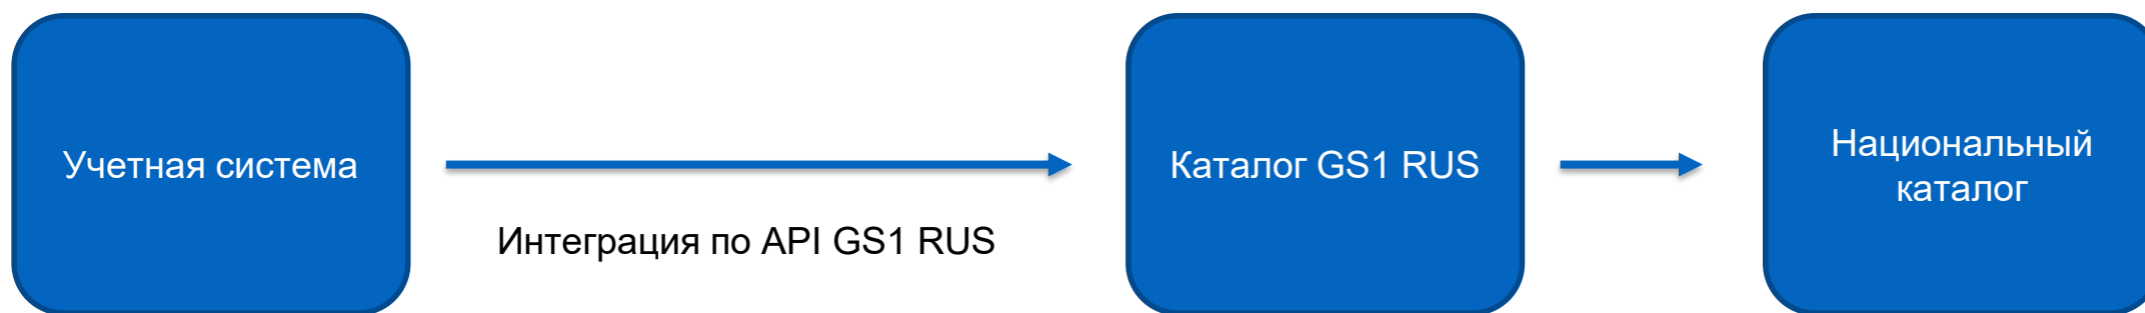 Учетная система
Интеграция по API GS1 RUS
Каталог GS1 RUS
Национальный
каталог